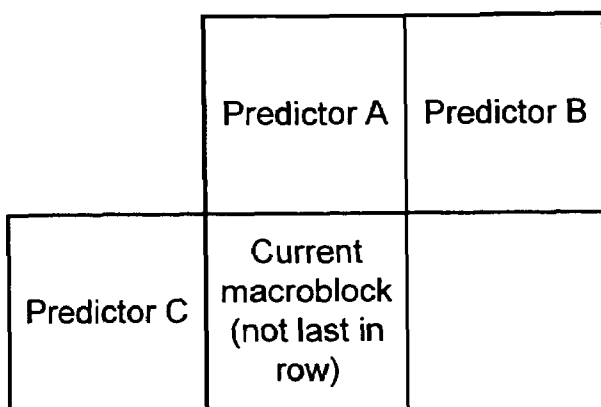 Predictor A
Predictor B
Predictor C
Current
macroblock
(not last in
row)